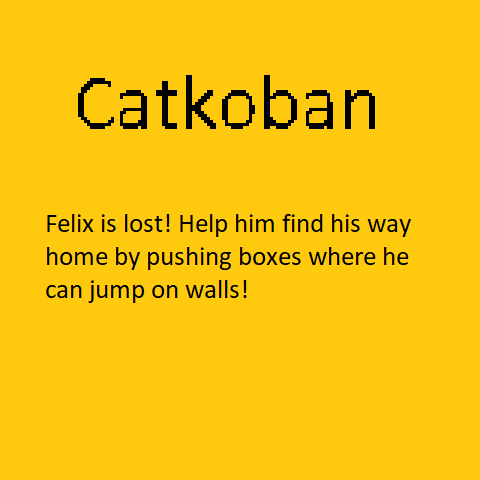 Catkoban
Felix is lost! Help him find his way
home by pushing boxes where he
can jump on walls!